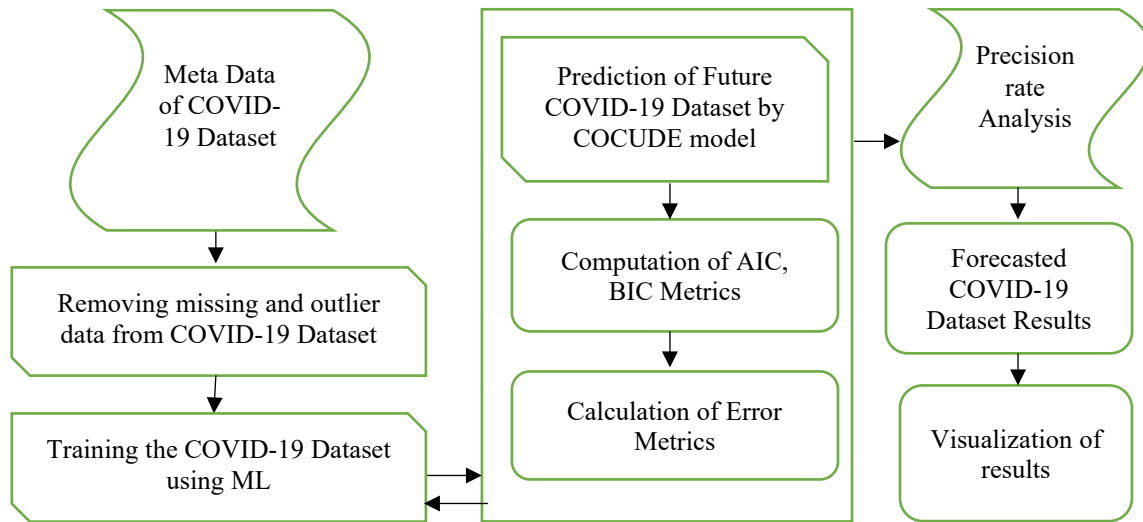 Meta Data
of COVID-
19 Dataset
Removing missing and outlier
data from COVID-19 Dataset
Training the COVID-19 Dataset
using ML
Prediction of Future
COVID-19 Dataset by
COCUDE model
Computation of AIC,
BIC Metrics
Calculation of Error
Metrics
Precision
rate
Analysis
Forecasted
COVID-19
Dataset Results
Visualization of
results